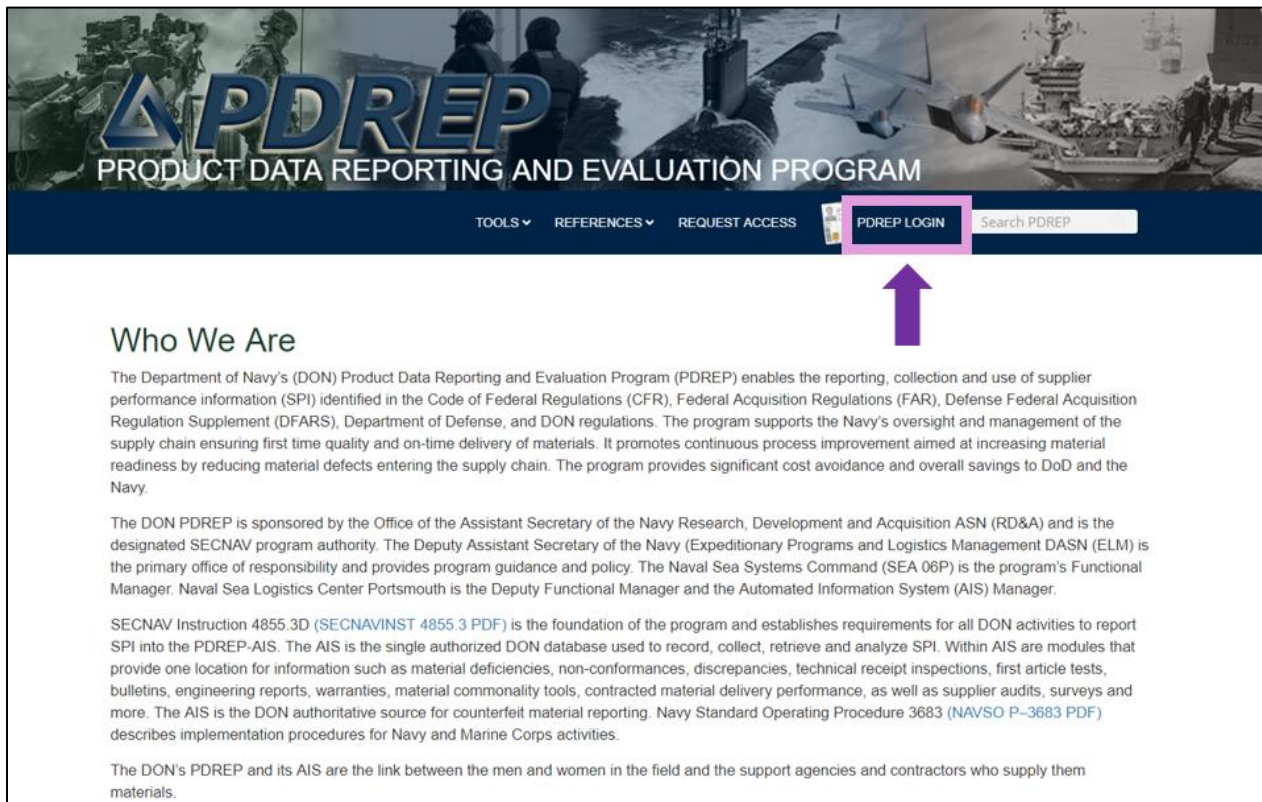 PDREP
PRODUCT DATA REPORTING AND EVALUATION PROGRAM
TOOLS REFERENCES REQUEST ACCESS PDREP LOGIN Search PDREP
Who We Are
The Department of Navy's (DON) Product Data Reporting and Evaluation Program (PDREP) enables the reporting, collection and use of supplier
performance information (SPI) identified in the Code of Federal Regulations (CFR), Federal Acquisition Regulations (FAR), Defense Federal Acquisition
Regulation Supplement (DFARS), Department of Defense, and DON regulations. The program supports the Navy's oversight and management of the
supply chain ensuring first time quality and on-time delivery of materials. It promotes continuous process improvement aimed at increasing material
readiness by reducing material defects entering the supply chain. The program provides significant cost avoidance and overall savings to DoD and the
Navy.
The DON PDREP is sponsored by the Office of the Assistant Secretary of the Navy Research, Development and Acquisition ASN (RD&A) and is the
designated SECNAV program authority. The Deputy Assistant Secretary of the Navy (Expeditionary Programs and Logistics Management DASN (ELM) is
the primary office of responsibility and provides program guidance and policy. The Naval Sea Systems Command (SEA 06P) is the program's Functional
Manager. Naval Sea Logistics Center Portsmouth is the Deputy Functional Manager and the Automated Information System (AIS) Manager.
SECNAV Instruction 4855.3D (SECNAVINST 4855.3 PDF) is the foundation of the program and establishes requirements for all DON activities to report
SPI into the PDREP-AIS. The AIS is the single authorized DON database used to record, collect, retrieve and analyze SPI. Within AIS are modules that
provide one location for information such as material deficiencies, non-conformances, discrepancies, technical receipt inspections, first article tests,
bulletins, engineering reports, warranties, material commonality tools, contracted material delivery performance, as well as supplier audits, surveys and
more. The AIS is the DON authoritative source for counterfeit material reporting. Navy Standard Operating Procedure 3683 (NAVSO P–3683 PDF)
describes implementation procedures for Navy and Marine Corps activities.
The DON's PDREP and its AIS are the link between the men and women in the field and the support agencies and contractors who supply them
materials.